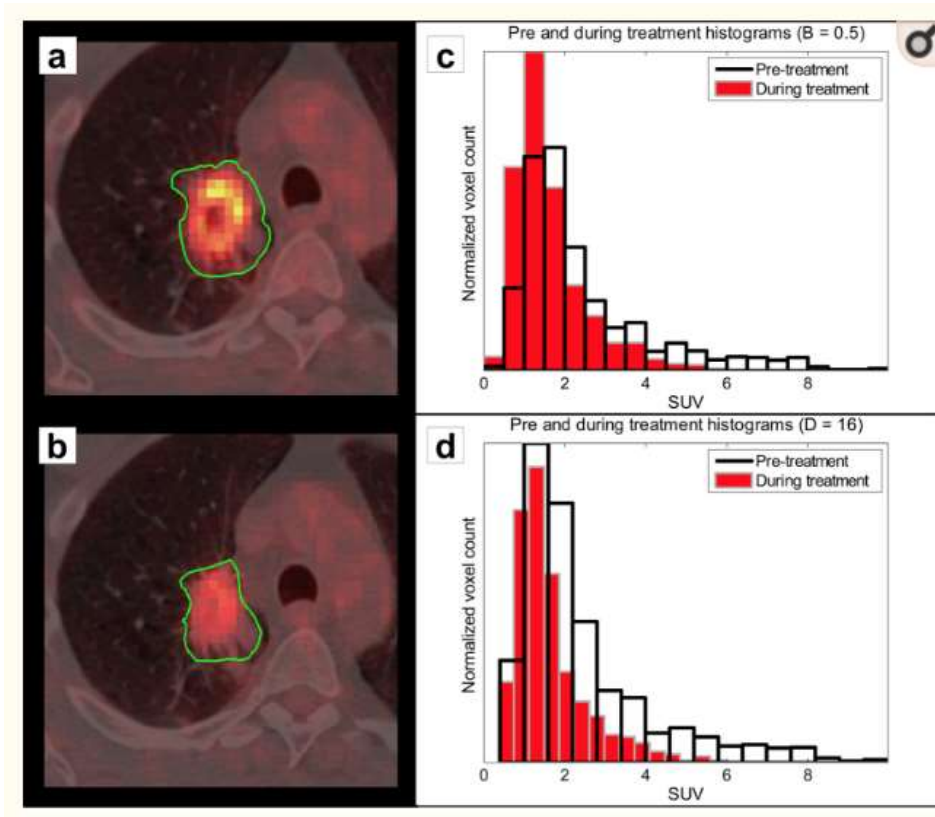 a
b
c
Pre and during treatment histograms (B = 0.5)
Pre-treatment
During treatment
Normalized voxel count
0 2 4 6 8
SUV
d
Pre and during treatment histograms (D = 16)
Pre-treatment
During treatment
Normalized voxel count
0 2 4 6 8
SUV